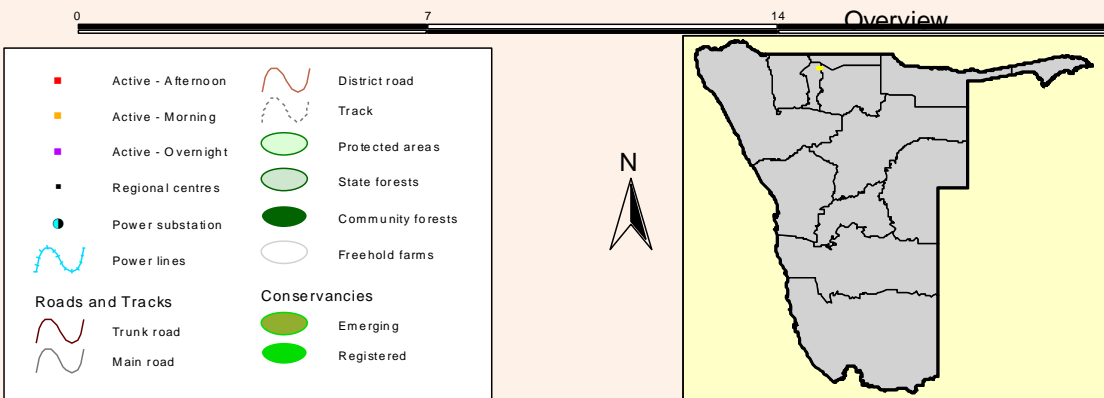 0 7 14
Overview
Active - Afternoon
Active - Morning
Active - Overnight
Regional centres
Power substation
Power lines
Roads and Tracks
Trunk road
Main road
District road
Track
Protected areas
State forests
Community forests
Freehold farms
Conservancies
Emerging
Registered
N